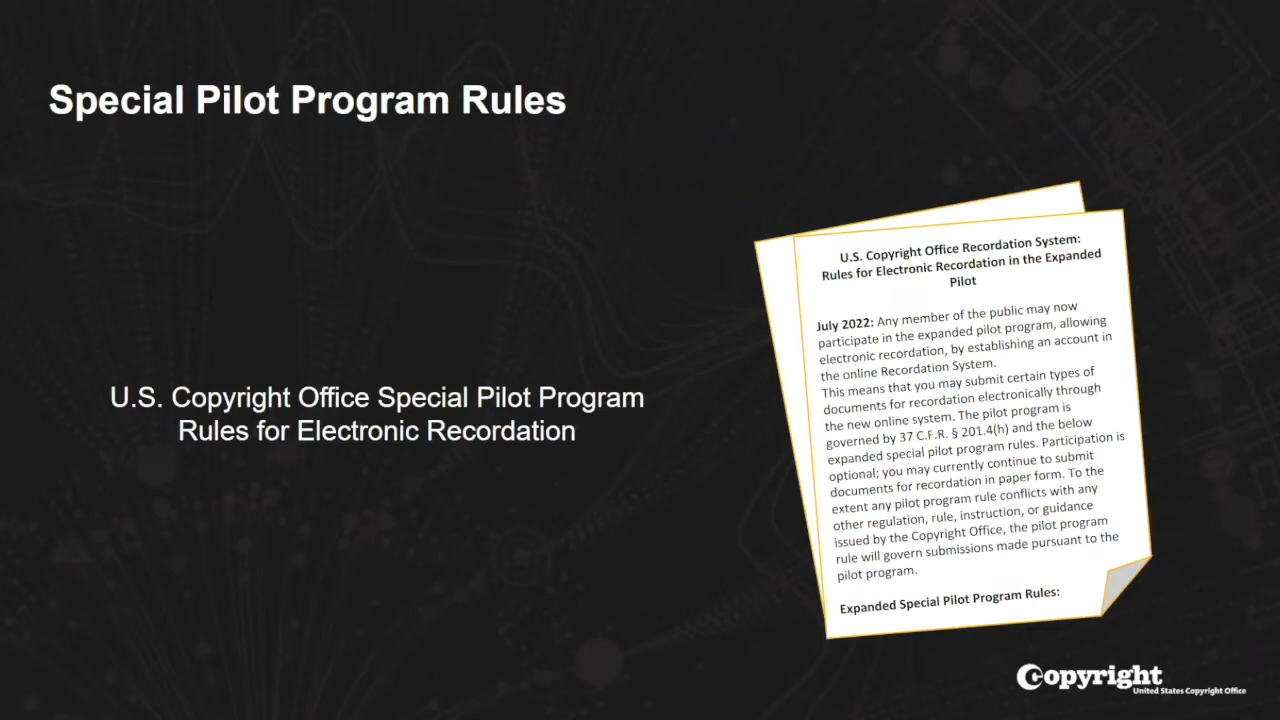 Special Pilot Program Rules
U.S. Copyright Office Special Pilot Program
Rules for Electronic Recordation
U.S. Copyright Office Recordation System:
Rules for Electronic Recordation in the Expanded
Pilot
July 2022: Any member of the public may now
participate in the expanded pilot program, allowing
electronic recordation, by establishing an account in
the online Recordation System.
This means that you may submit certain types of
documents for recordation electronically through
the new online system. The pilot program is
governed by 37 C.F.R. § 201.4(h) and the below
expanded special pilot program rules. Participation is
optional; you may currently continue to submit
documents for recordation in paper form. To the
extent any pilot program rule conflicts with any
other regulation, rule, instruction, or guidance
issued by the Copyright Office, the pilot program
rule will govern submissions made pursuant to the
pilot program.
Expanded Special Pilot Program Rules:
Copyright
United States Copyright Office